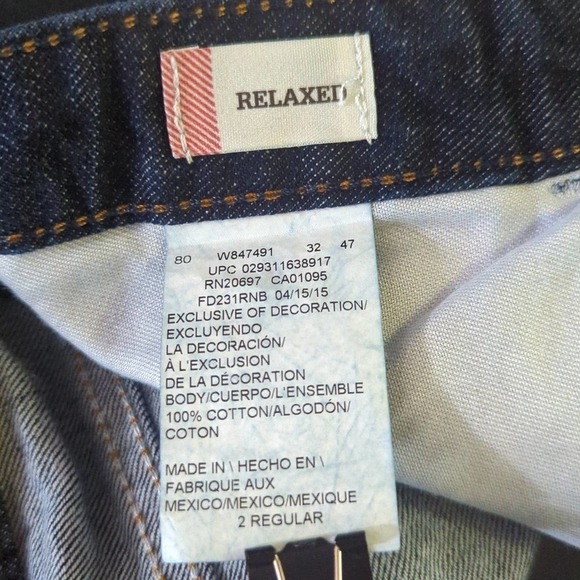 RELAXED
80 W847491 32 47
UPC 029311638917
RN20697 CA01095
FD231RNB 04/15/15
EXCLUSIVE OF DECORATION/
EXCLUYENDO
LA DECORACIÓN/
À L'EXCLUSION
DE LA DÉCORATION
BODY/CUERPO/L'ENSEMBLE
100% COTTON/ALGODÓN/
COTON
MADE IN \ HECHO EN \
FABRIQUE AUX
MEXICO/MEXICO/MEXIQUE
2 REGULAR